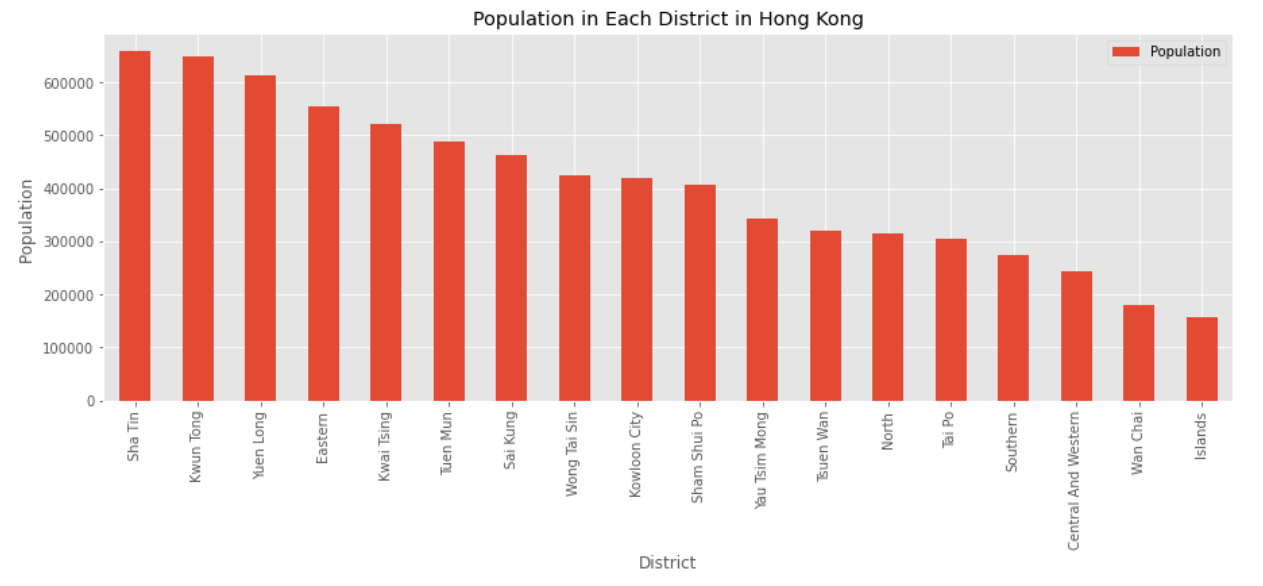 Population in Each District in Hong Kong
Population
Population
600000
500000
400000
300000
200000
100000
0
Sha Tin
Kwun Tong
Yuen Long
Eastern
Kwai Tsing
Tuen Mun
Sai Kung
Wong Tai Sin
Kowloon City
Sham Shui Po
Yau Tsim Mong
Tsuen Wan
North
Tai Po
Southern
Central And Western
Wan Chai
Islands
District